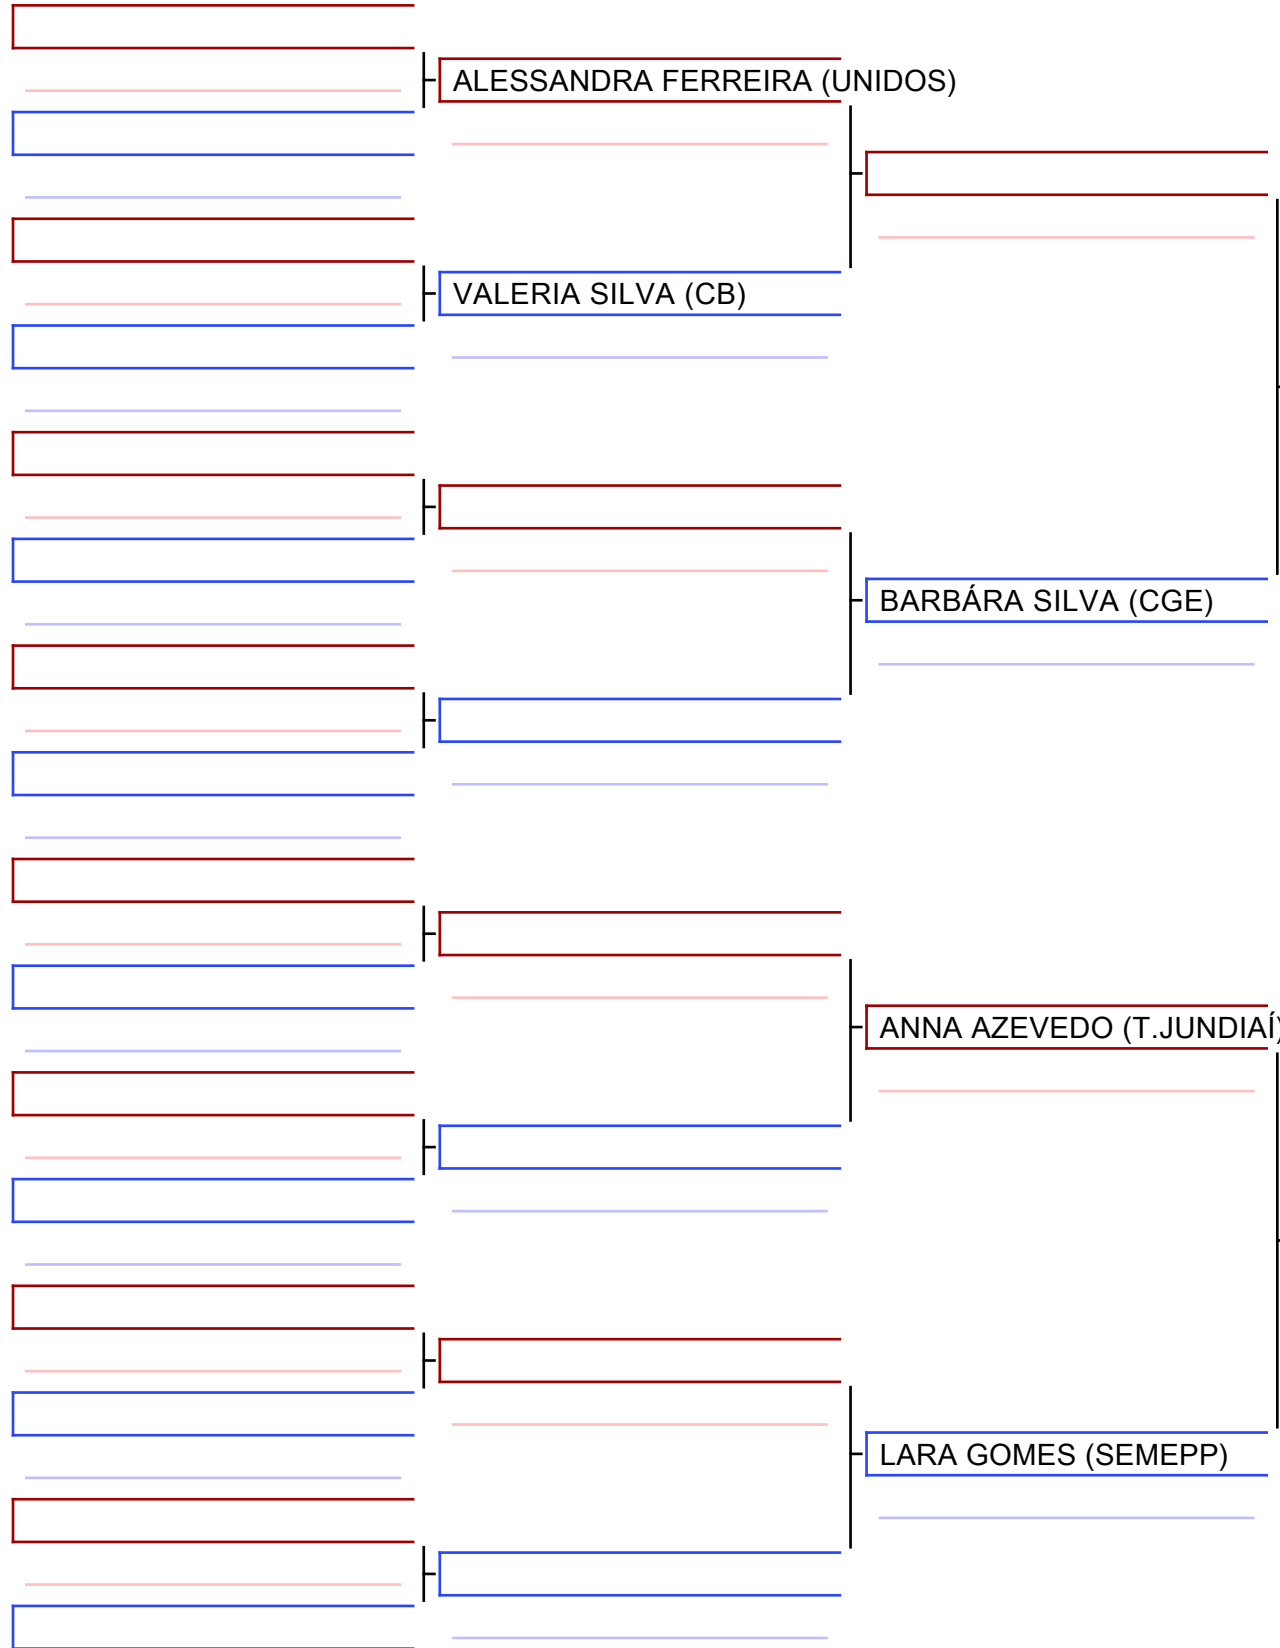 ALESSANDRA FERREIRA (UNIDOS)
VALERIA SILVA (CB)
BARBÁRA SILVA (CGE)
ANNA AZEVEDO (T.JUNDIAÍ)
LARA GOMES (SEMEPP)